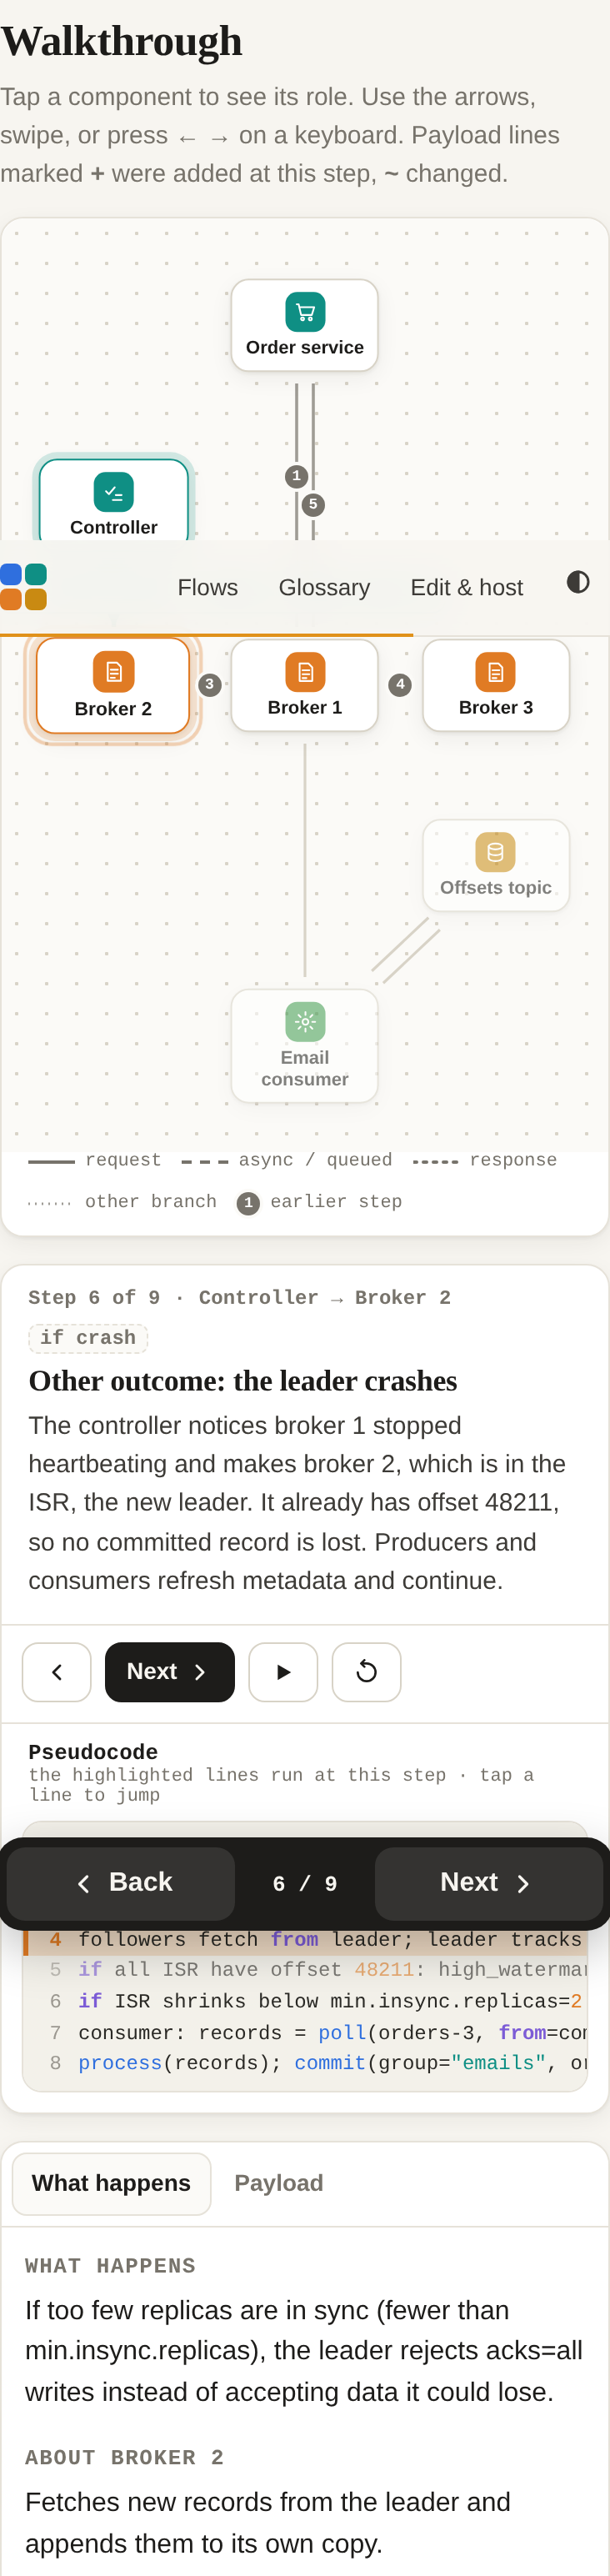 Walkthrough
Tap a component to see its role. Use the arrows,
swipe, or press ← → on a keyboard. Payload lines
marked + were added at this step, ~ changed.
Order service
1
5
Controller
Flows Glossary Edit & host
Broker 2
3
Broker 1
4
Broker 3
Offsets topic
Email
consumer
request async / queued response
other branch 1 earlier step
Step 6 of 9 · Controller → Broker 2
if crash
Other outcome: the leader crashes
The controller notices broker 1 stopped
heartbeating and makes broker 2, which is in the
ISR, the new leader. It already has offset 48211,
so no committed record is lost. Producers and
consumers refresh metadata and continue.
Next
Pseudocode
the highlighted lines run at this step · tap a
line to jump
Back 6 / 9 Next
4 followers fetch from leader; leader tracks
5 if all ISR have offset 48211: high_watermar
6 if ISR shrinks below min.insync.replicas=2
7 consumer: records = poll(orders-3, from=co
8 process(records); commit(group="emails", o
What happens Payload
WHAT HAPPENS
If too few replicas are in sync (fewer than
min.insync.replicas), the leader rejects acks=all
writes instead of accepting data it could lose.
ABOUT BROKER 2
Fetches new records from the leader and
appends them to its own copy.